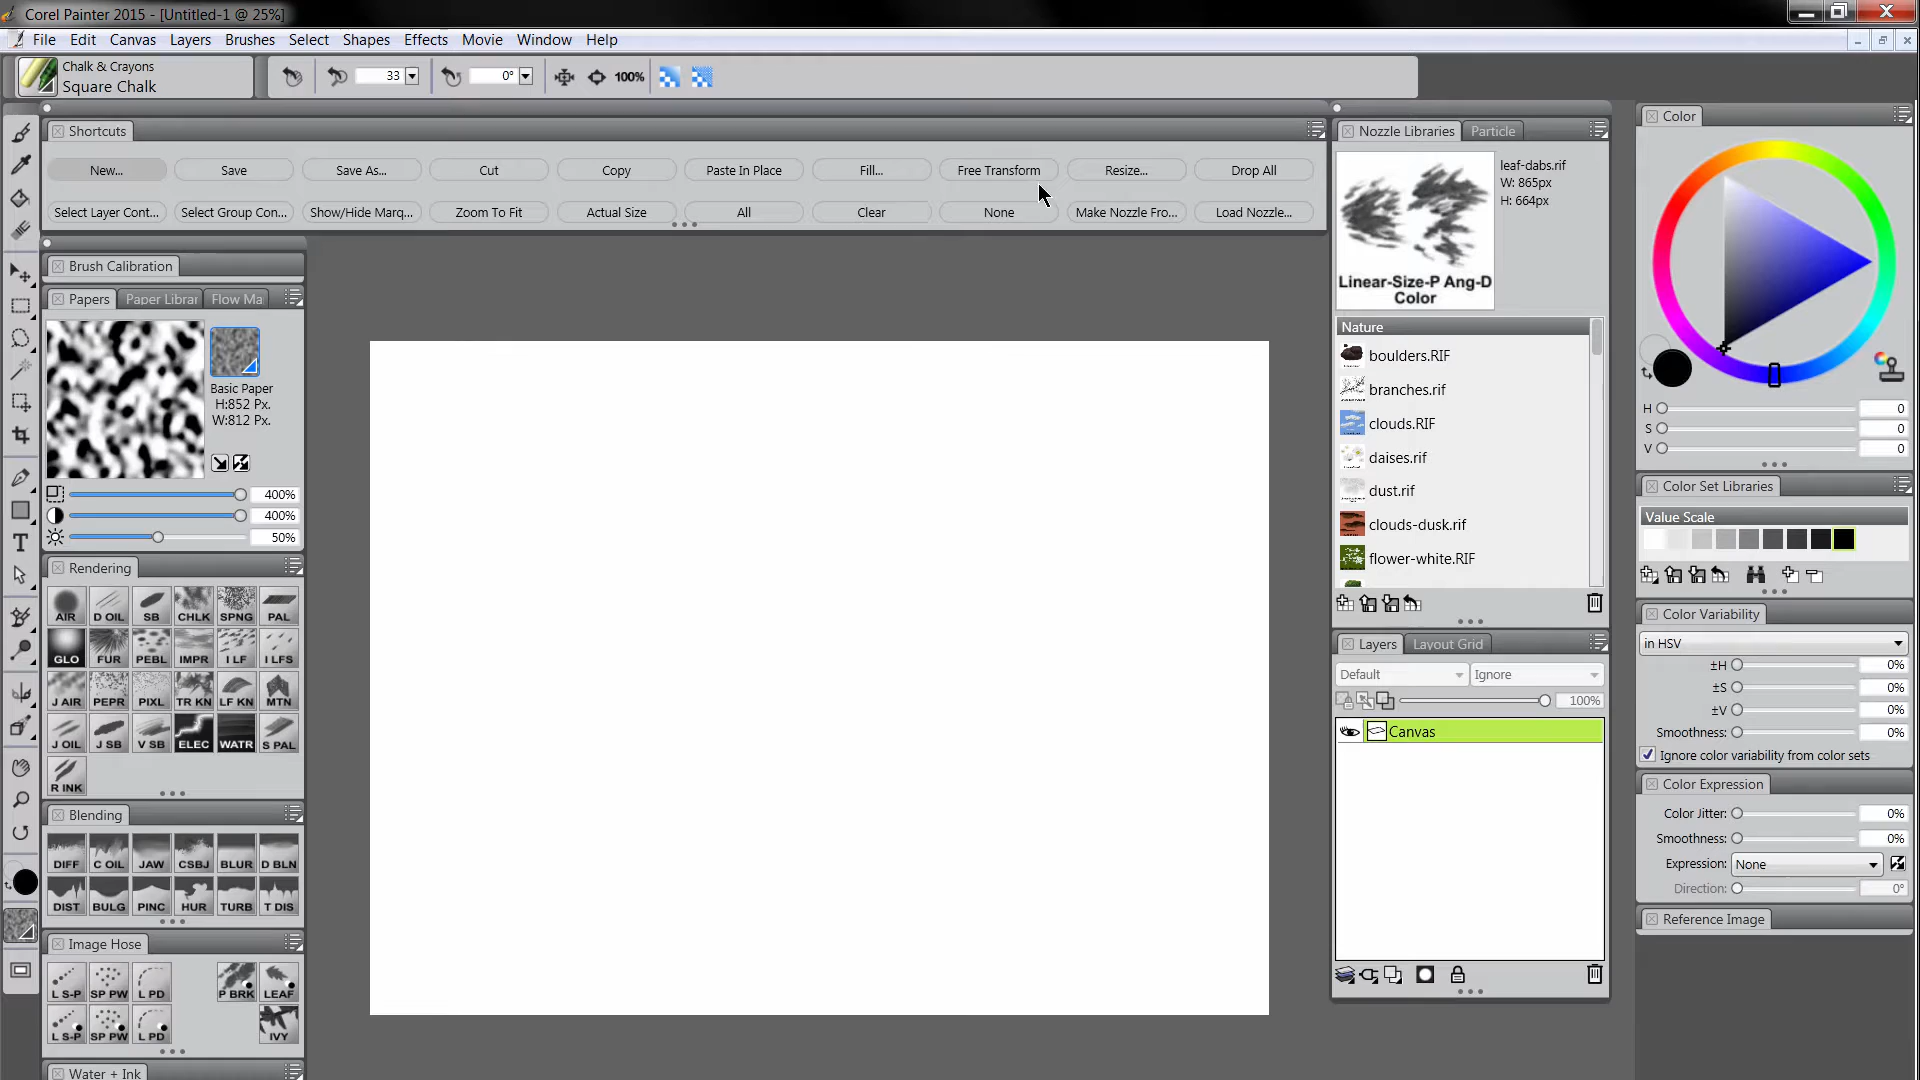 Corel Painter 2015 - [Untitled-1 @ 25%]
File Edit Canvas Layers Brushes Select Shapes Effects Movie Window Help
Chalk & Crayons
Square Chalk
33 0° 100%
Shortcuts
New... Save Save As... Cut Copy Paste In Place Fill... Free Transform Resize... Drop All
Select Layer Cont... Select Group Con... Show/Hide Marq... Zoom To Fit Actual Size All Clear None Make Nozzle Fro... Load Nozzle...
Brush Calibration
Papers Paper Librar Flow Ma
Basic Paper
H:852 Px.
W:812 Px.
400%
400%
50%
Rendering
AIR D OIL SB CHLK SPNG PAL
GLO FUR PEBL IMPR I LF I LFS
J AIR PEPR PIXL TR KN LF KN MTN
J OIL J SB V SB ELEC WATR S PAL
R INK
Blending
DIFF C OIL JAW CSBJ BLUR D BLN
DIST BULG PINC HUR TURB T DIS
Image Hose
L S-P SP PW L PD P BRK LEAF
L S-P SP PW L PD IVY
Water + Ink
Nozzle Libraries Particle
leaf-dabs.rif
W: 865px
H: 664px
Linear-Size-P Ang-D
Color
Nature
boulders.RIF
branches.rif
clouds.RIF
daises.rif
dust.rif
clouds-dusk.rif
flower-white.RIF
Layers Layout Grid
Default Ignore
100%
Canvas
Color
H 0
S 0
V 0
Color Set Libraries
Value Scale
Color Variability
in HSV
±H 0%
±S 0%
±V 0%
Smoothness: 0%
Ignore color variability from color sets
Color Expression
Color Jitter: 0%
Smoothness: 0%
Expression: None
Direction: 0°
Reference Image